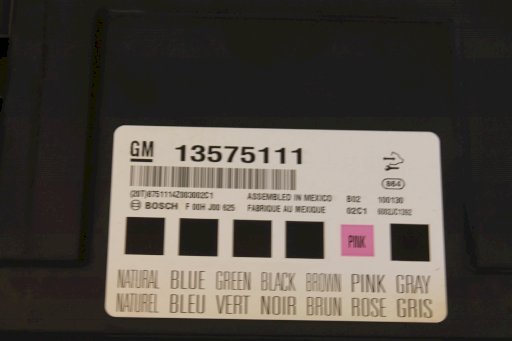 GM 13575111
864
(20T)8751114Z003002C1 ASSEMBLED IN MEXICO B02 100130
BOSCH F 00H J00 625 FABRIQUE AU MEXIQUE 02C1
PINK
NATURAL BLUE GREEN BLACK BROWN PINK GRAY
NATUREL BLEU VERT NOIR BRUN ROSE GRIS